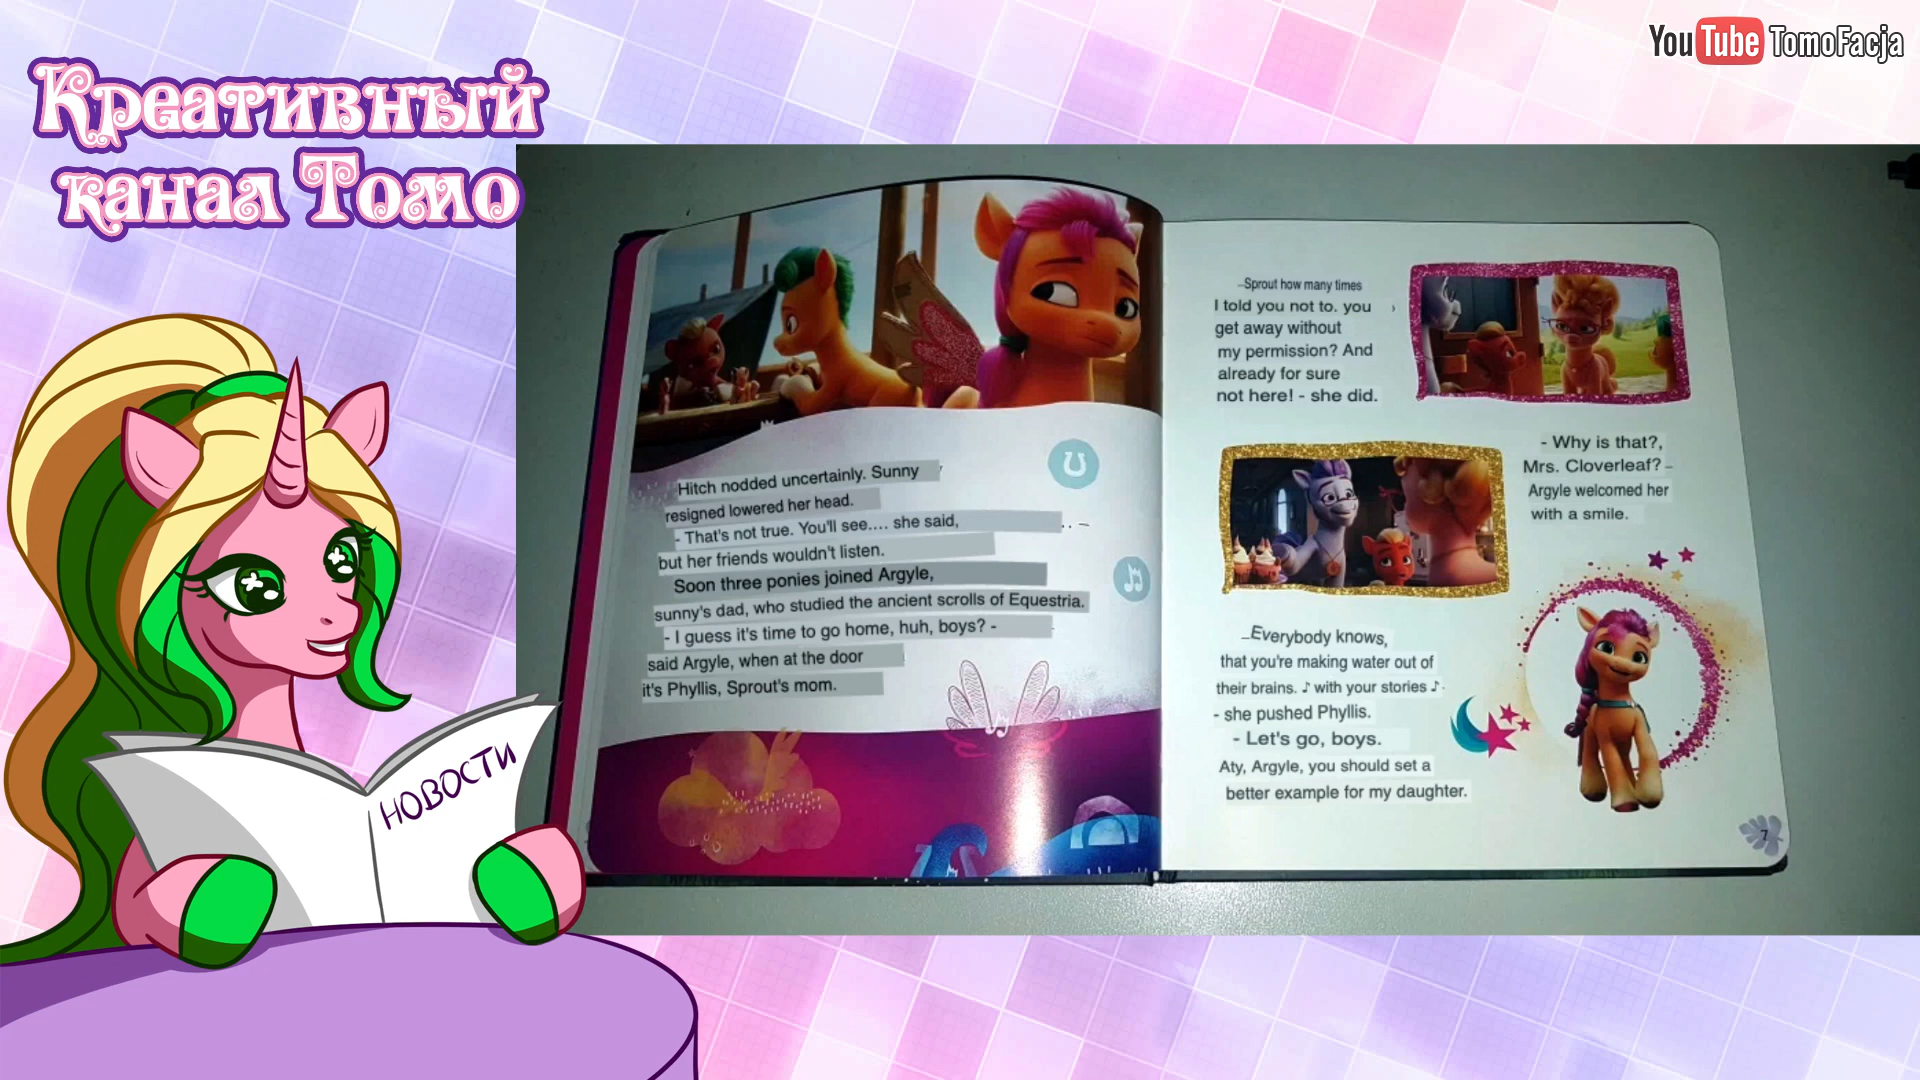 Креативный
канал Томо
YouTube TomoFacja
НОВОСТИ
Hitch nodded uncertainly. Sunny
resigned lowered her head.
- That's not true. You'll see.... she said,
but her friends wouldn't listen.
Soon three ponies joined Argyle,
sunny's dad, who studied the ancient scrolls of Equestria.
- I guess it's time to go home, huh, boys? -
said Argyle, when at the door
it's Phyllis, Sprout's mom.
–Sprout how many times
I told you not to. you
get away without
my permission? And
already for sure
not here! - she did.
- Why is that?,
Mrs. Cloverleaf? –
Argyle welcomed her
with a smile.
–Everybody knows,
that you're making water out of
their brains. ♪ with your stories ♪.
- she pushed Phyllis.
- Let's go, boys.
Aty, Argyle, you should set a
better example for my daughter.
7